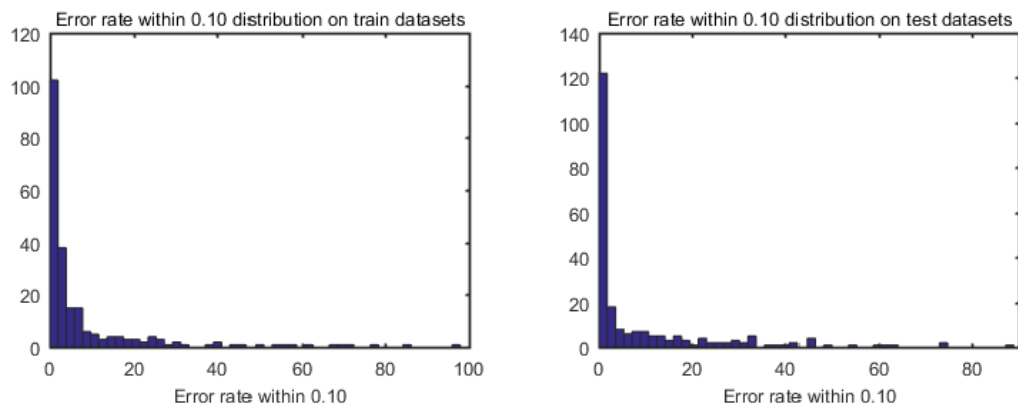 Error rate within 0.10 distribution on train datasets
120
100
80
60
40
20
0
0 20 40 60 80 100
Error rate within 0.10
Error rate within 0.10 distribution on test datasets
140
120
100
80
60
40
20
0
0 20 40 60 80
Error rate within 0.10